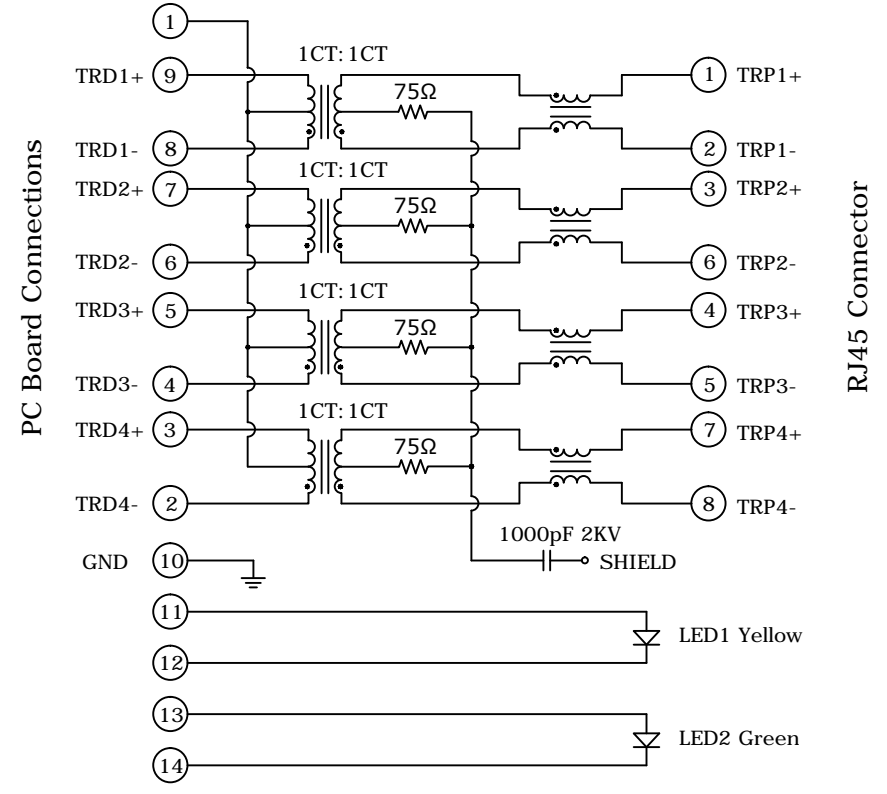 1
1CT: 1CT
TRD1+ 9 1 TRP1+
75Ω
TRD1- 8 2 TRP1-
1CT: 1CT
TRD2+ 7 3 TRP2+
75Ω
TRD2- 6 6 TRP2-
1CT: 1CT
TRD3+ 5 4 TRP3+
75Ω
TRD3- 4 5 TRP3-
1CT: 1CT
TRD4+ 3 7 TRP4+
75Ω
TRD4- 2 8 TRP4-
1000pF 2KV
GND 10 SHIELD
11
LED1 Yellow
12
13
LED2 Green
14
PC Board Connections
RJ45 Connector